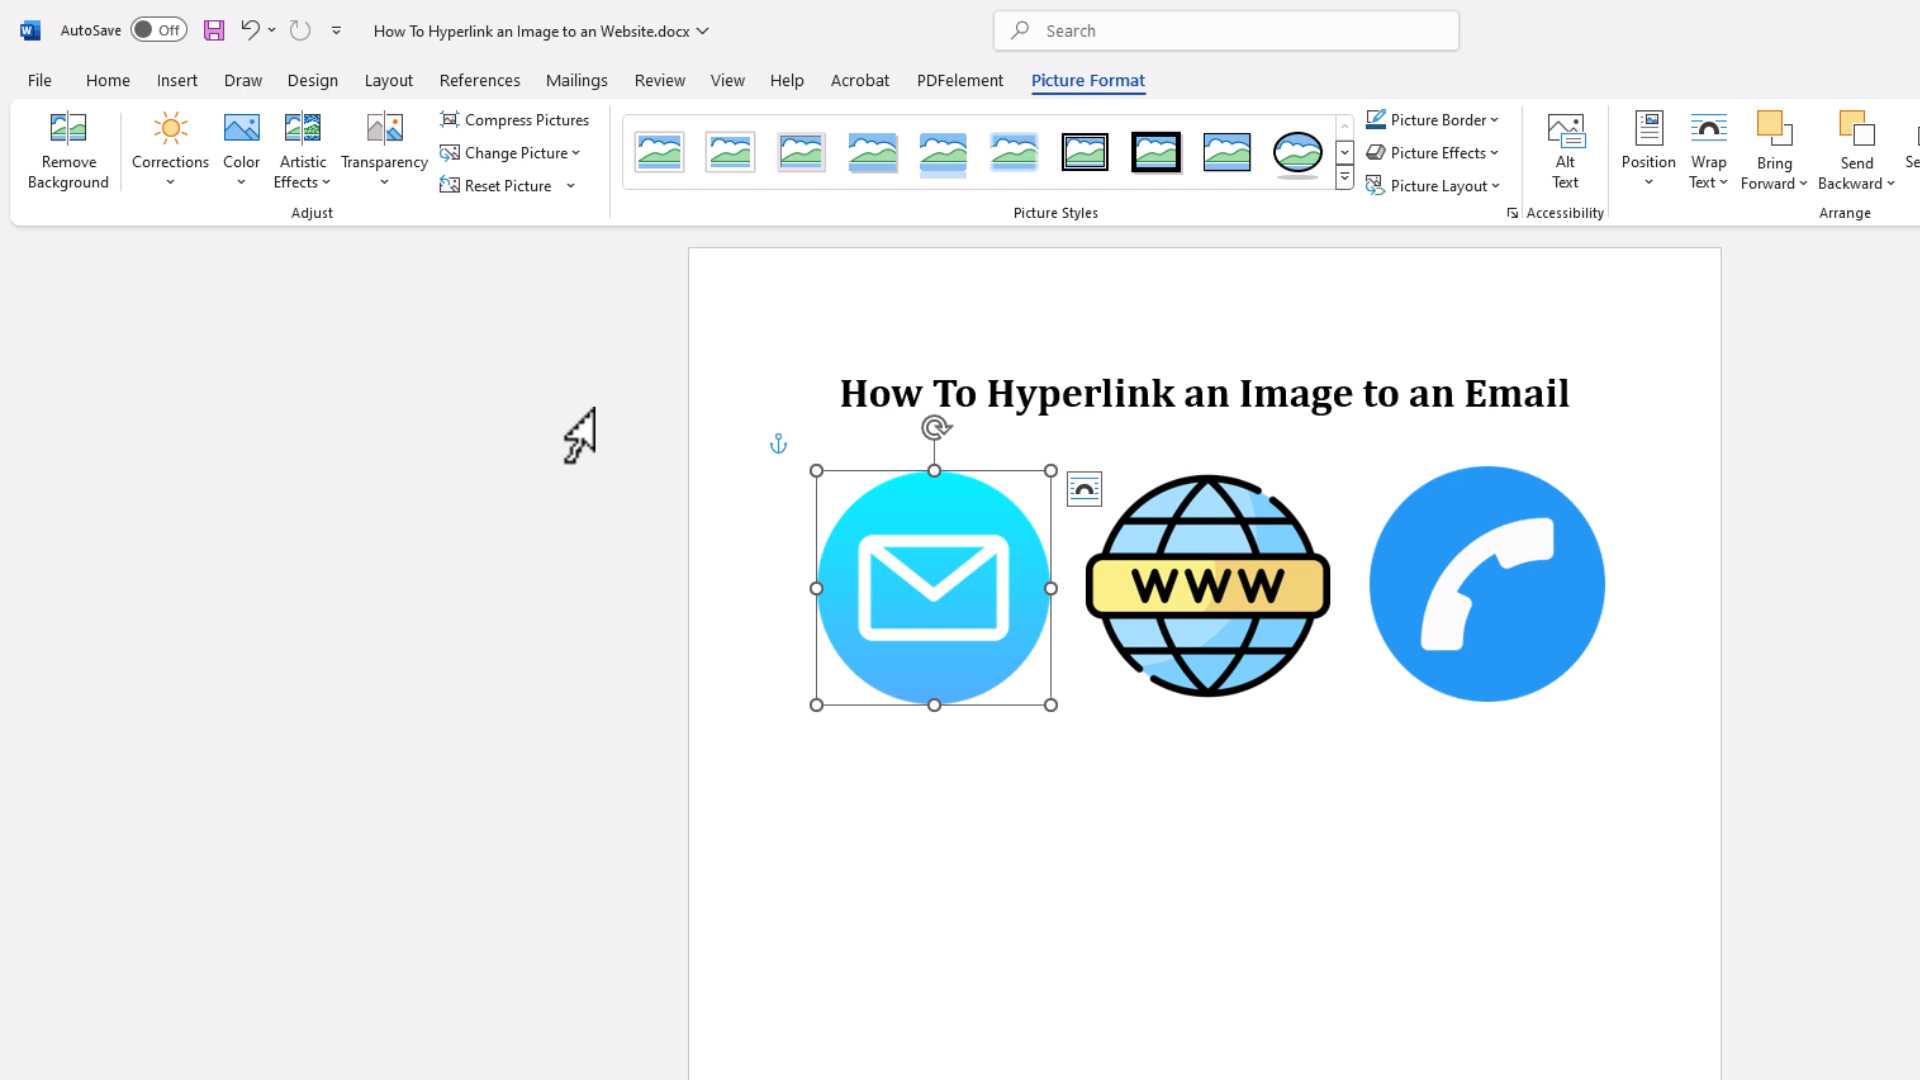 W AutoSave Off How To Hyperlink an Image to an Website.docx Search
File Home Insert Draw Design Layout References Mailings Review View Help Acrobat PDFelement Picture Format
Remove Background
Corrections
Color
Artistic Effects
Transparency
Compress Pictures
Change Picture
Reset Picture
Adjust
Picture Styles
Picture Border
Picture Effects
Picture Layout
Alt Text
Accessibility
Position
Wrap Text
Bring Forward
Send Backward
Arrange
How To Hyperlink an Image to an Email
WWW